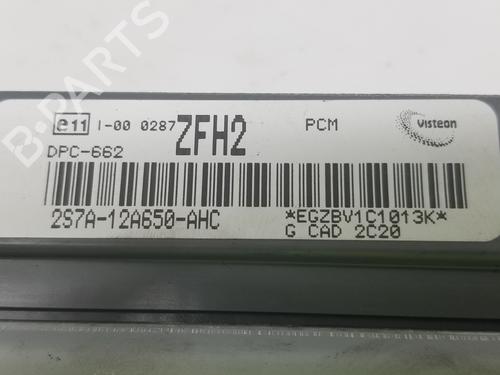 e11 I-00 0287 ZFH2 PCM Visteon
DPC-662
2S7A-12A650-AHC *EGZBV1C1013K*
G CAD 2C20
B-PARTS